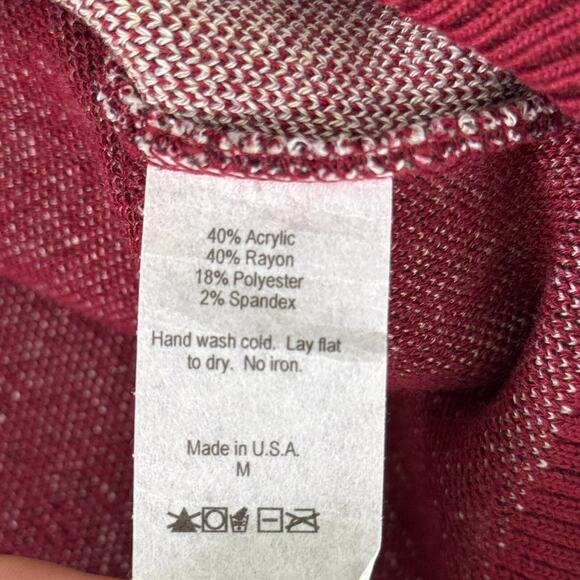 40% Acrylic
40% Rayon
18% Polyester
2% Spandex
Hand wash cold. Lay flat
to dry. No iron.
Made in U.S.A.
M